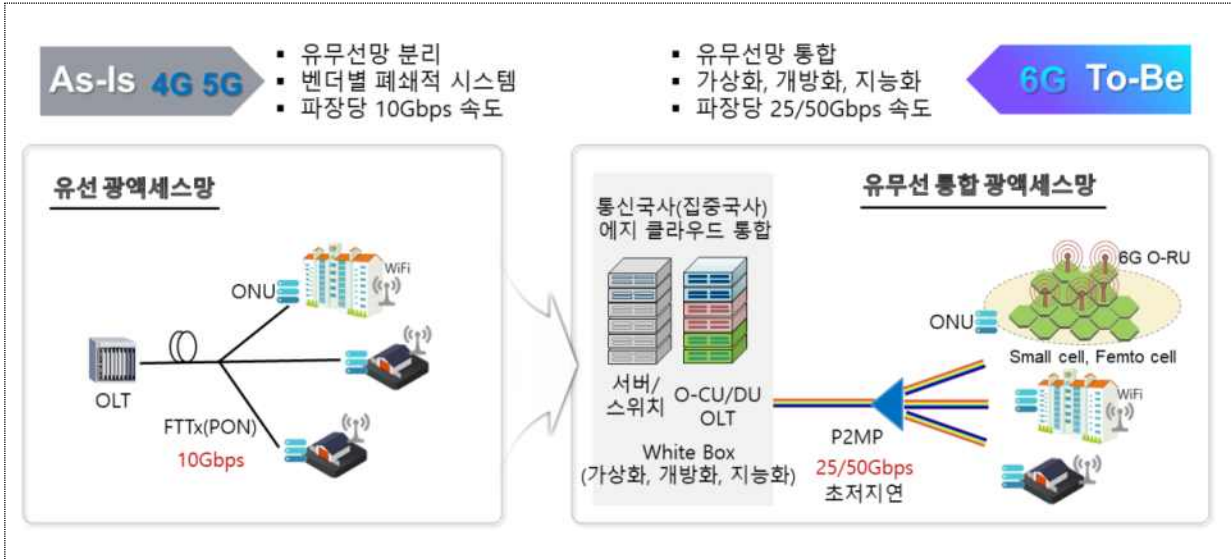 As-Is 4G 5G
▪ 유무선망 분리
▪ 벤더별 폐쇄적 시스템
▪ 파장당 10Gbps 속도
▪ 유무선망 통합
▪ 가상화, 개방화, 지능화
▪ 파장당 25/50Gbps 속도
6G To-Be
유선 광액세스망
WiFi
ONU
OLT
FTTx(PON)
10Gbps
유무선 통합 광액세스망
통신국사(집중국사)
에지 클라우드 통합
서버/
스위치
O-CU/DU
OLT
White Box
(가상화, 개방화, 지능화)
P2MP
25/50Gbps
초저지연
6G O-RU
ONU
Small cell, Femto cell
WiFi